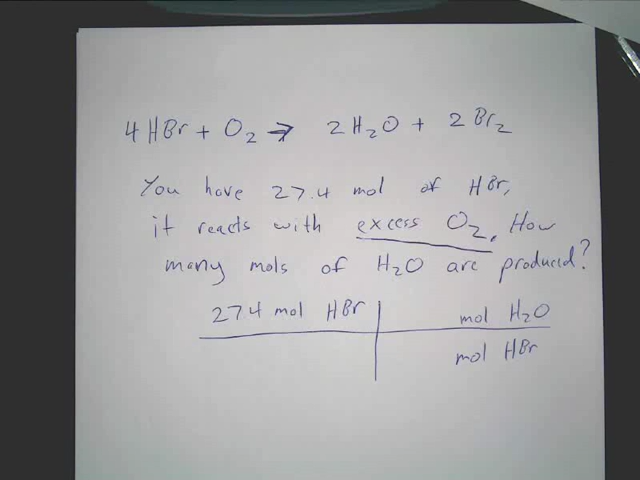 4 HBr + O₂ → 2 H₂O + 2 Br₂
You have 27.4 mol of HBr,
it reacts with excess O₂. How
many mols of H₂O are produced?
27.4 mol HBr mol H₂O
mol HBr